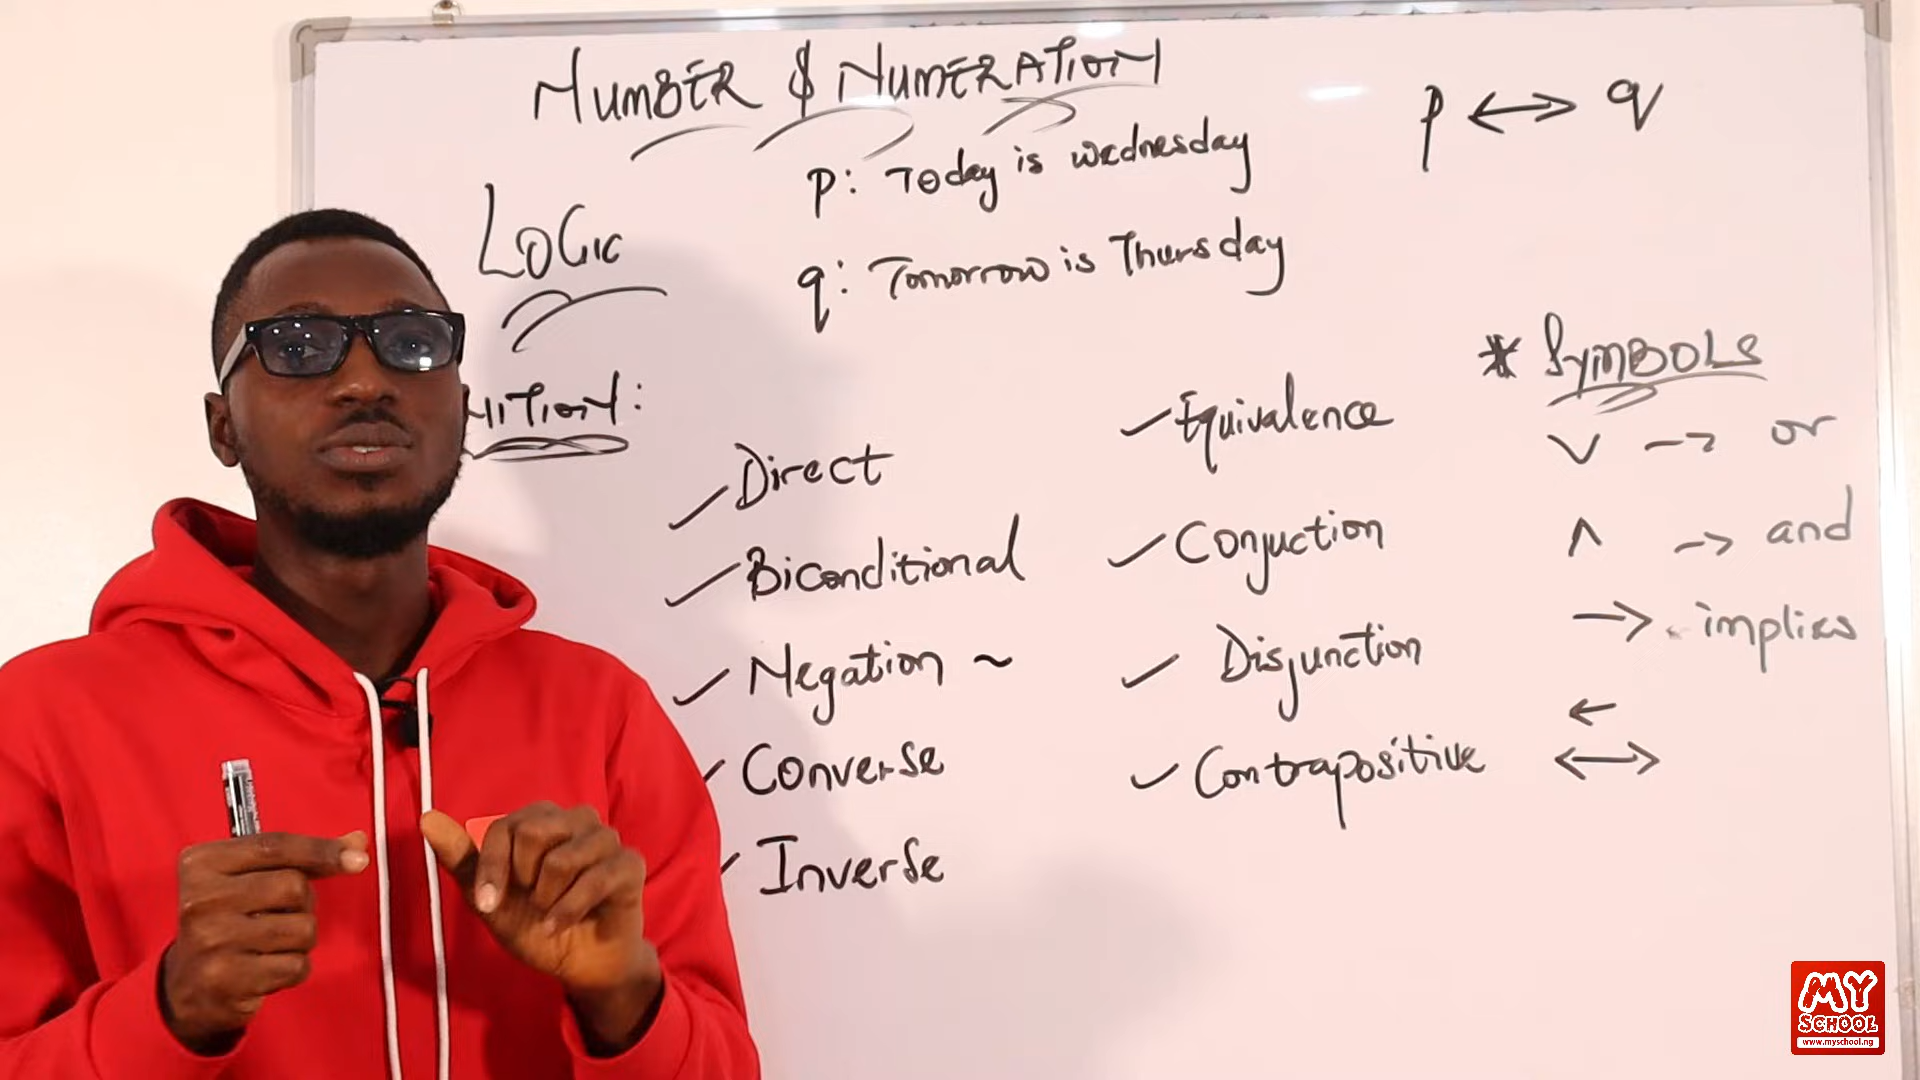 NUMBER & NUMERATION
p ↔ q
p: Today is Wednesday
LOGIC
q: Tomorrow is Thursday
* SYMBOLS
NITION:
✓ Equivalence
∨ → or
✓ Direct
✓ Conjuction
∧ → and
✓ Biconditional
→ implies
✓ Negation ~
✓ Disjunction
←
✓ Converse
✓ Contrapositive
↔
✓ Inverse
MY
SCHOOL
www.myschool.ng